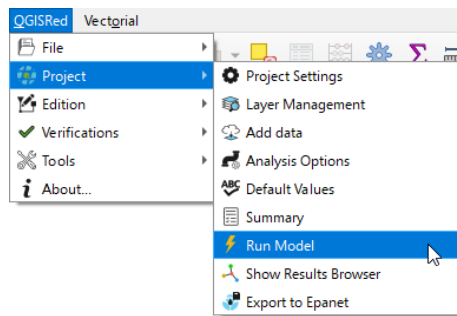 QGISRed Vectorial
File
Project
Edition
Verifications
Tools
About...
Project Settings
Layer Management
Add data
Analysis Options
ABC Default Values
Summary
Run Model
Show Results Browser
Export to Epanet